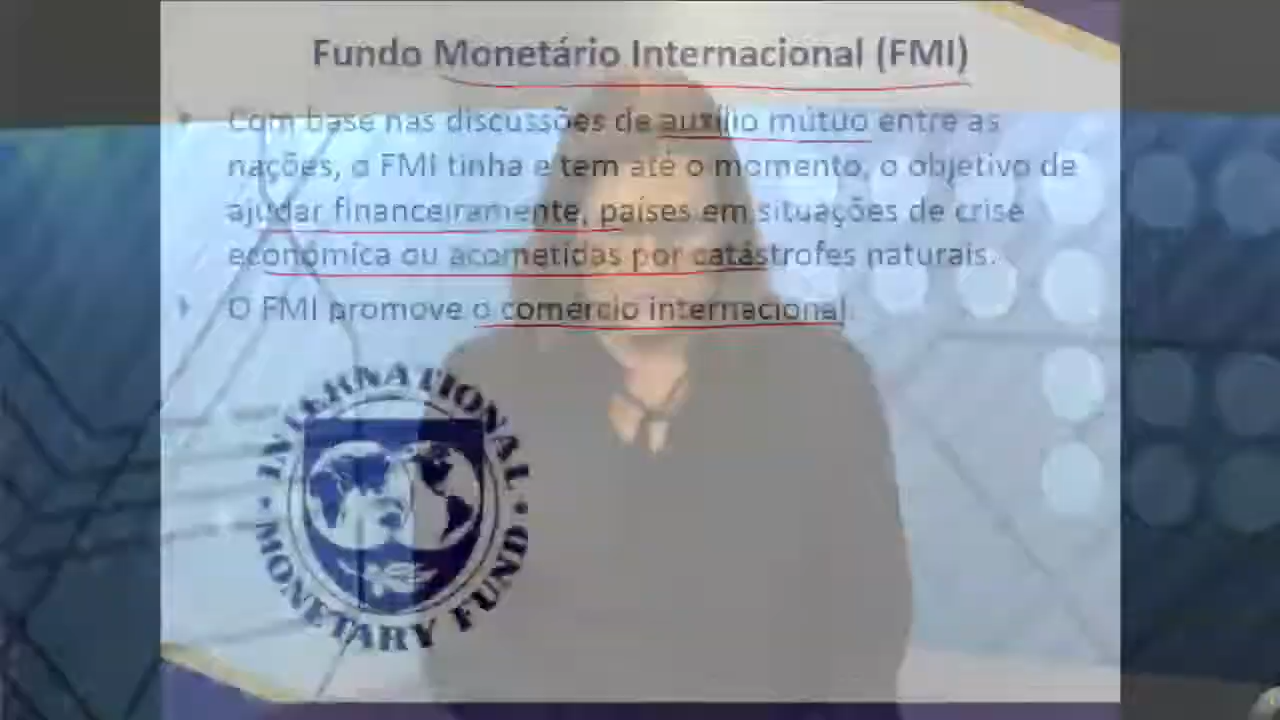 Fundo Monetário Internacional (FMI)
Com base nas discussões de auxílio mútuo entre as
nações, o FMI tinha e tem até o momento, o objetivo de
ajudar financeiramente, países em situações de crise
econômica ou acometidas por catástrofes naturais.
O FMI promove o comércio internacional.
INTERNATIONAL
MONETARY FUND